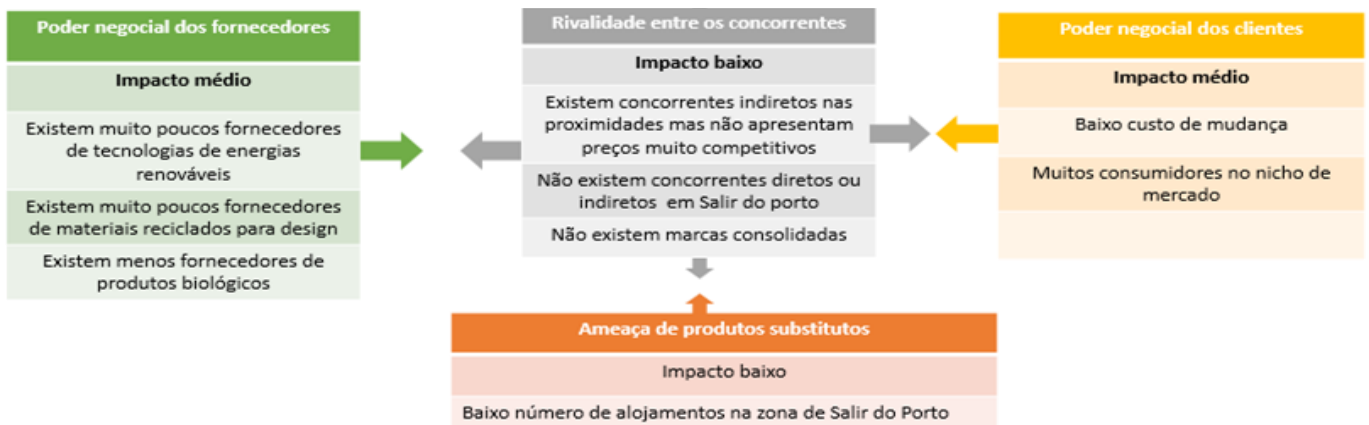 Poder negocial dos fornecedores
Impacto médio
Existem muito poucos fornecedores
de tecnologias de energias
renováveis
Existem muito poucos fornecedores
de materiais reciclados para design
Existem menos fornecedores de
produtos biológicos
Rivalidade entre os concorrentes
Impacto baixo
Existem concorrentes indiretos nas
proximidades mas não apresentam
preços muito competitivos
Não existem concorrentes diretos ou
indiretos em Salir do porto
Não existem marcas consolidadas
Poder negocial dos clientes
Impacto médio
Baixo custo de mudança
Muitos consumidores no nicho de
mercado
Ameaça de produtos substitutos
Impacto baixo
Baixo número de alojamentos na zona de Salir do Porto